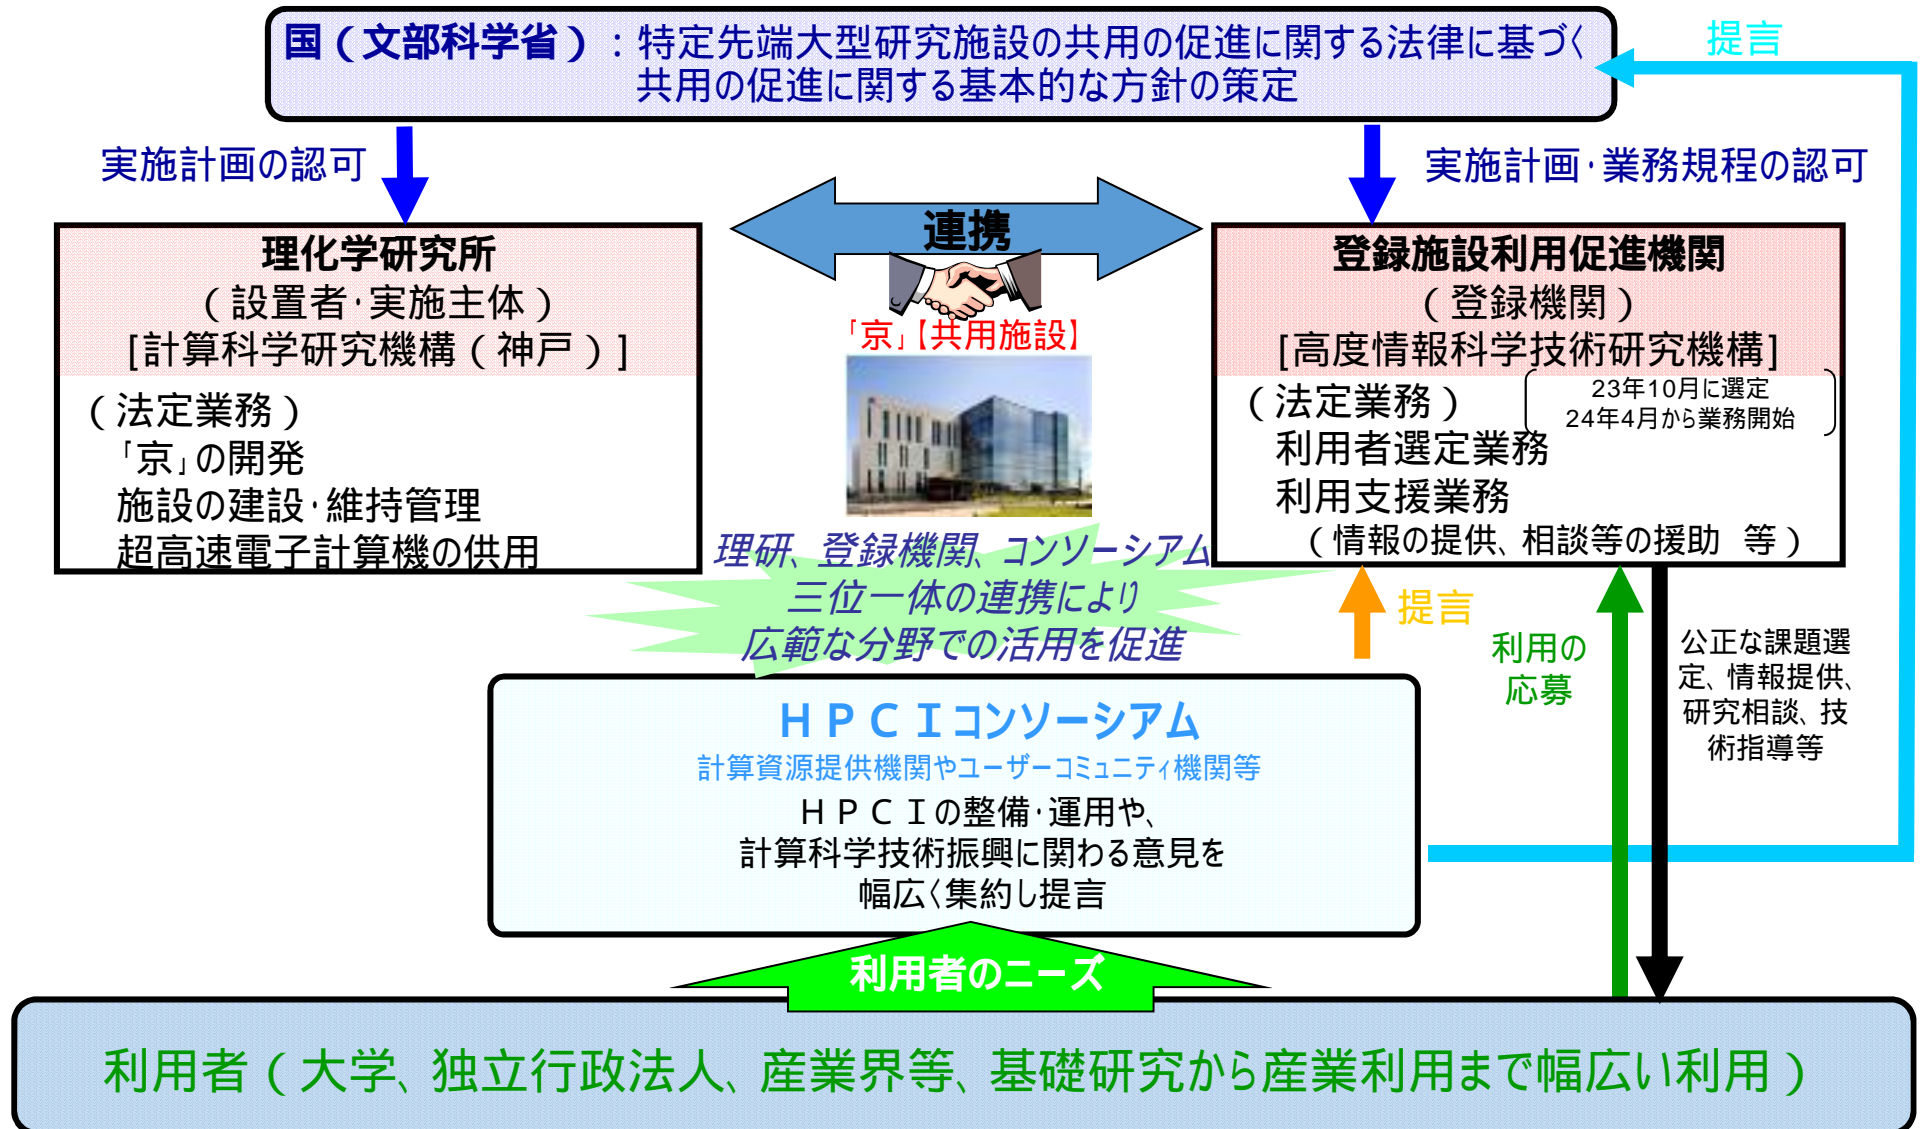 国（文部科学省）：特定先端大型研究施設の共用の促進に関する法律に基づく
共用の促進に関する基本的な方針の策定
提言
実施計画の認可
実施計画・業務規程の認可
連携
理化学研究所
（設置者・実施主体）
[計算科学研究機構（神戸）]
（法定業務）
「京」の開発
施設の建設・維持管理
超高速電子計算機の供用
「京」【共用施設】
登録施設利用促進機関
（登録機関）
[高度情報科学技術研究機構]
（法定業務）
23年10月に選定
24年4月から業務開始
利用者選定業務
利用支援業務
（情報の提供、相談等の援助　等）
理研、登録機関、コンソーシアム
三位一体の連携により
広範な分野での活用を促進
提言
利用の
応募
公正な課題選
定、情報提供、
研究相談、技
術指導等
ＨＰＣＩコンソーシアム
計算資源提供機関やユーザーコミュニティ機関等
ＨＰＣＩの整備・運用や、
計算科学技術振興に関わる意見を
幅広く集約し提言
利用者のニーズ
利用者（大学、独立行政法人、産業界等、基礎研究から産業利用まで幅広い利用）